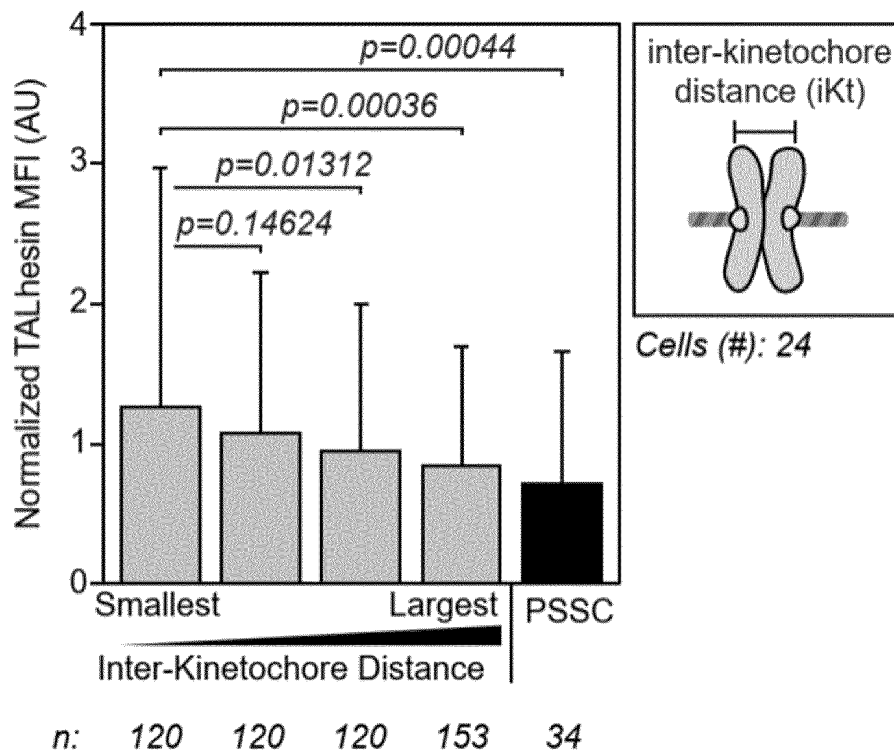 Normalized TALhesin MFI (AU)
4
3
2
1
0
p=0.00044
p=0.00036
p=0.01312
p=0.14624
Smallest
Largest
PSSC
Inter-Kinetochore Distance
n: 120 120 120 153 34
inter-kinetochore
distance (iKt)
Cells (#): 24